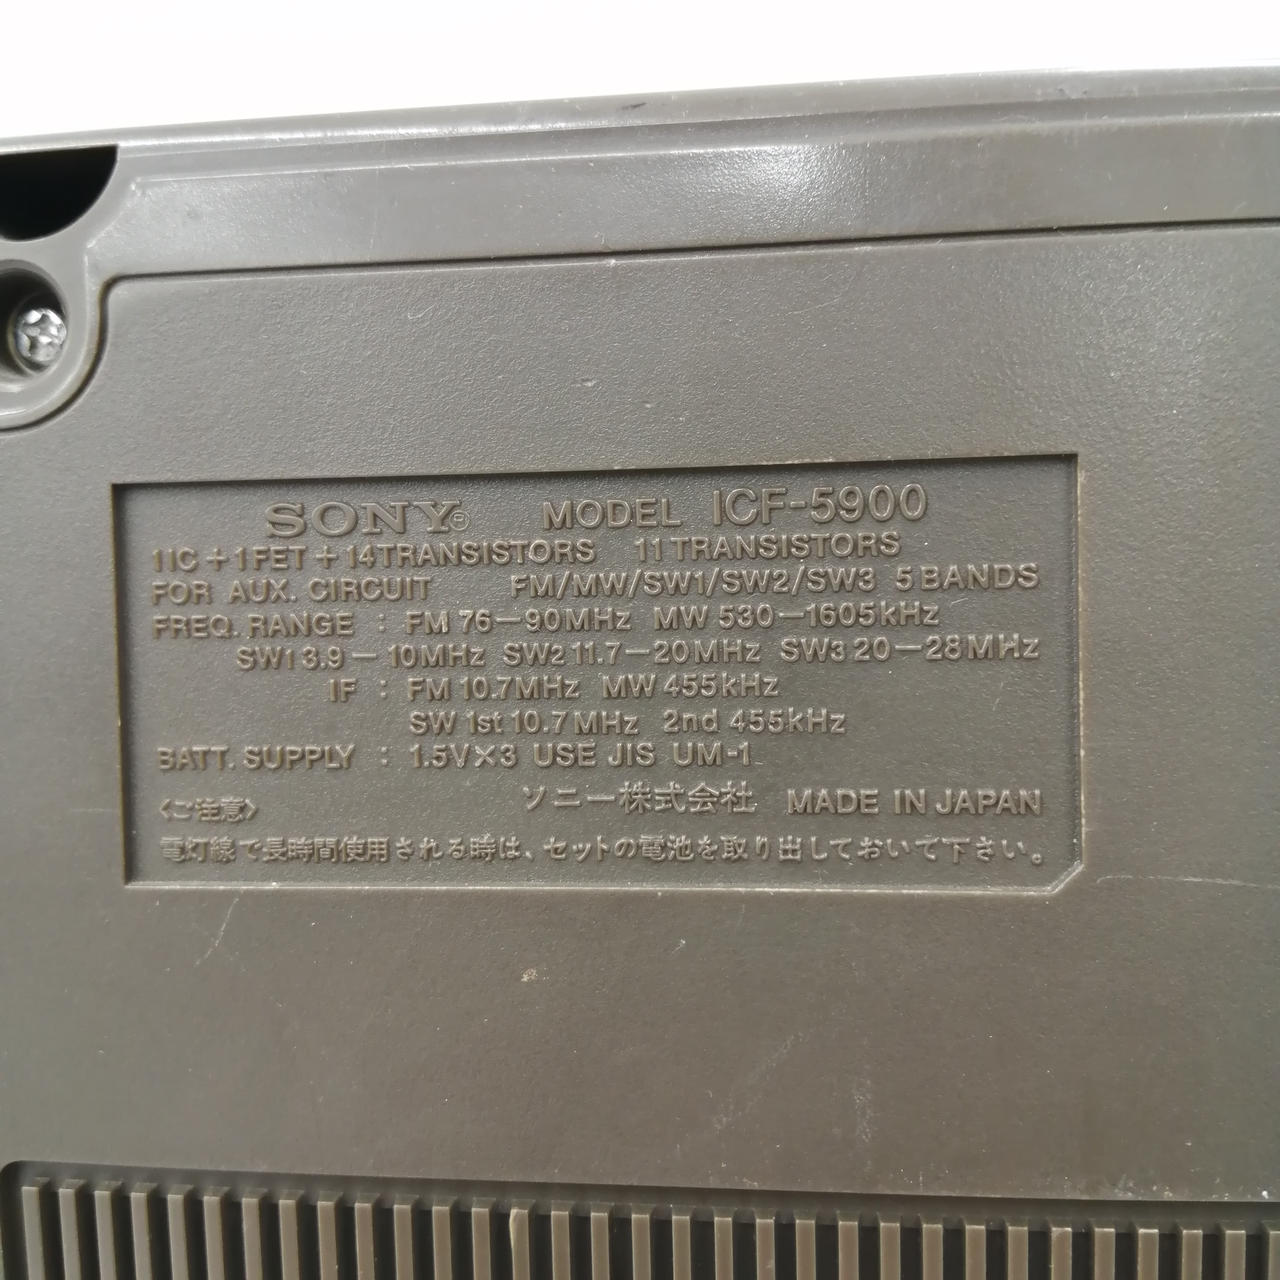 SONY® MODEL ICF-5900
1IC+1FET+14TRANSISTORS 11TRANSISTORS
FOR AUX. CIRCUIT FM/MW/SW1/SW2/SW3 5BANDS
FREQ. RANGE : FM 76-90MHz MW 530-1605kHz
SW1 3.9-10MHz SW2 11.7-20MHz SW3 20-28MHz
IF : FM 10.7MHz MW 455kHz
SW 1st 10.7MHz 2nd 455kHz
BATT. SUPPLY : 1.5V×3 USE JIS UM-1
ソニー株式会社 MADE IN JAPAN
〈ご注意〉
電灯線で長時間使用される時は、セットの電池を取り出しておいて下さい。